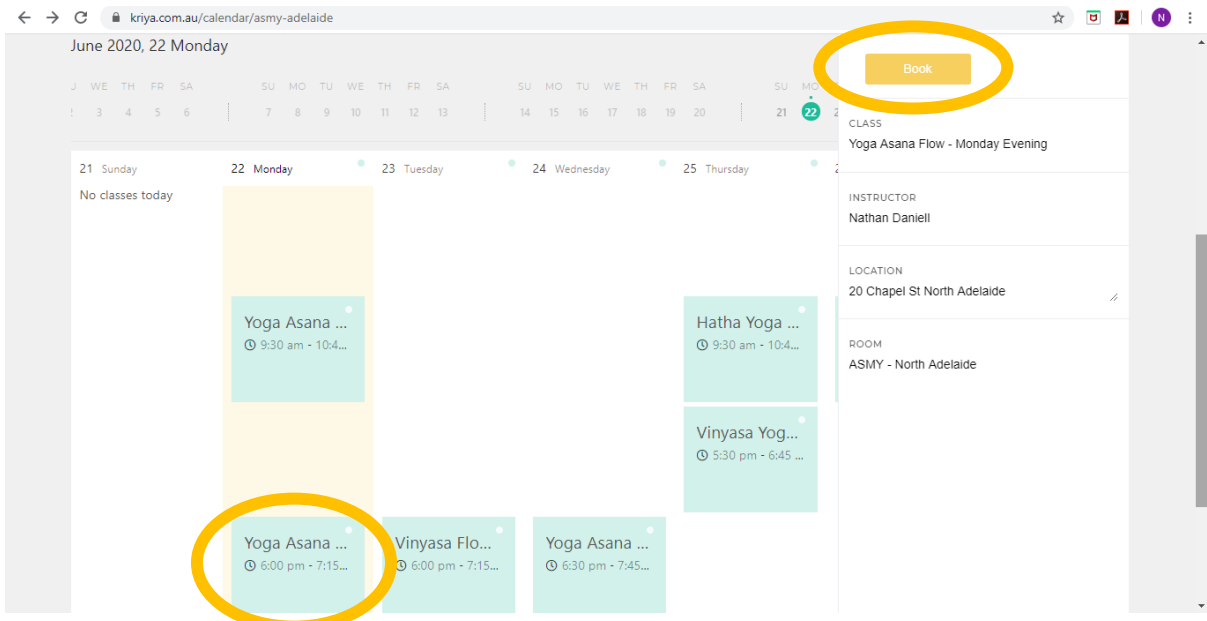 kriya.com.au/calendar/asmy-adelaide
N
June 2020, 22 Monday
WE TH FR SA SU MO TU WE TH FR SA SU MO TU WE TH FR SA SU MO
3 4 5 6 7 8 9 10 11 12 13 14 15 16 17 18 19 20 21 22
21 Sunday 22 Monday 23 Tuesday 24 Wednesday 25 Thursday
No classes today
Yoga Asana ...
9:30 am - 10:4...
Hatha Yoga ...
9:30 am - 10:4...
Vinyasa Yog...
5:30 pm - 6:45 ...
Yoga Asana ...
6:00 pm - 7:15...
Vinyasa Flo...
6:00 pm - 7:15...
Yoga Asana ...
6:30 pm - 7:45...
Book
CLASS
Yoga Asana Flow - Monday Evening
INSTRUCTOR
Nathan Daniell
LOCATION
20 Chapel St North Adelaide
ROOM
ASMY - North Adelaide